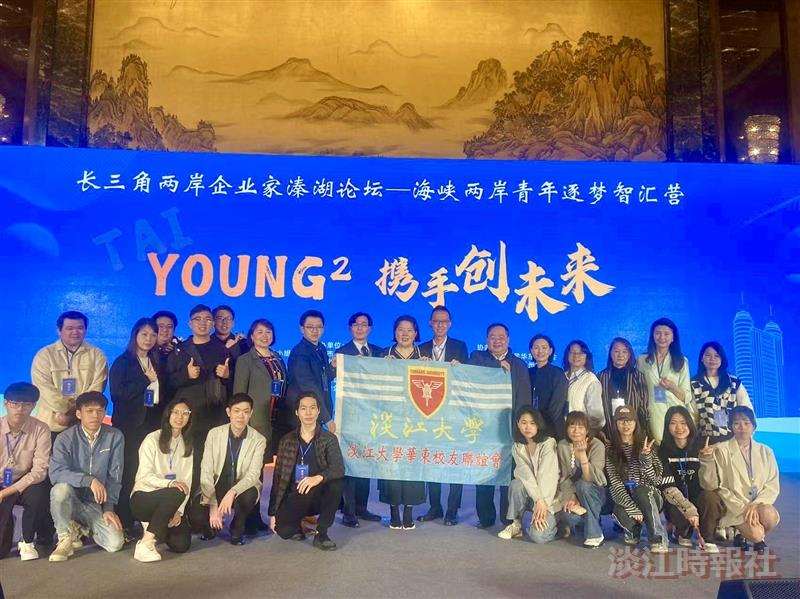 长三角两岸企业家溱湖论坛—海峡两岸青年逐梦智汇营
TAI
YOUNG² 携手创未来
TAMKANG UNIVERSITY
淡江大學
淡江大學華東校友聯誼會
淡江時報社